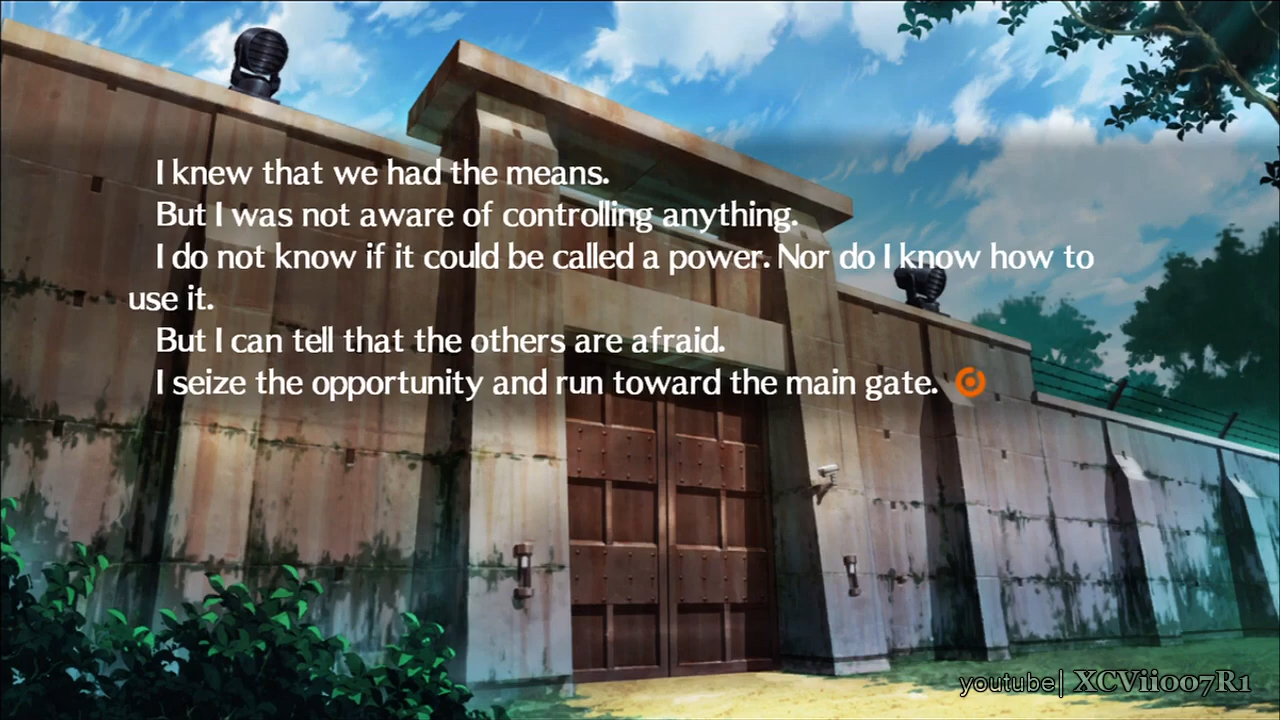 I knew that we had the means.
But I was not aware of controlling anything.
I do not know if it could be called a power. Nor do I know how to
use it.
But I can tell that the others are afraid.
I seize the opportunity and run toward the main gate.
youtube| XCVii007R1